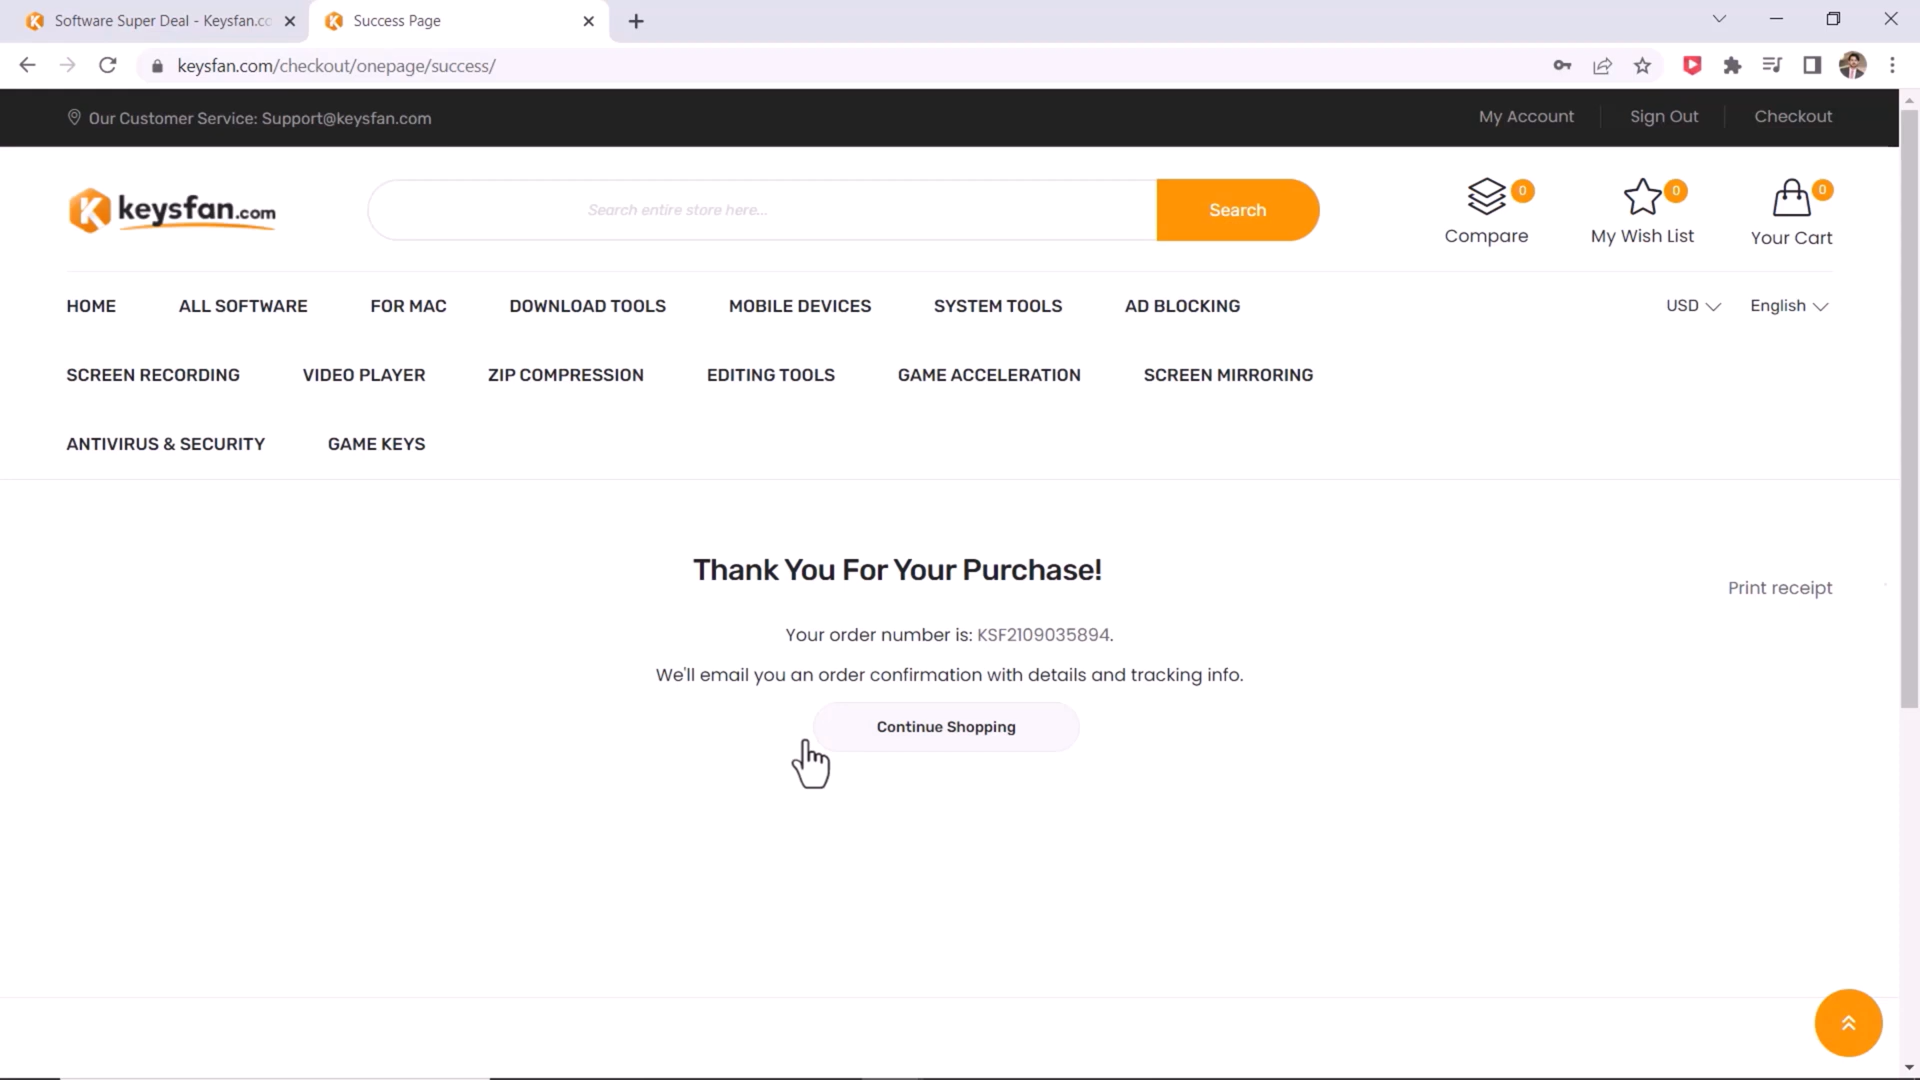 Software Super Deal - Keysfan.co
Success Page
keysfan.com/checkout/onepage/success/
Our Customer Service: Support@keysfan.com
My Account
Sign Out
Checkout
keysfan.com
Search entire store here...
Search
0
0
0
Compare
My Wish List
Your Cart
HOME
ALL SOFTWARE
FOR MAC
DOWNLOAD TOOLS
MOBILE DEVICES
SYSTEM TOOLS
AD BLOCKING
USD
English
SCREEN RECORDING
VIDEO PLAYER
ZIP COMPRESSION
EDITING TOOLS
GAME ACCELERATION
SCREEN MIRRORING
ANTIVIRUS & SECURITY
GAME KEYS
Thank You For Your Purchase!
Print receipt
Your order number is: KSF2109035894.
We'll email you an order confirmation with details and tracking info.
Continue Shopping